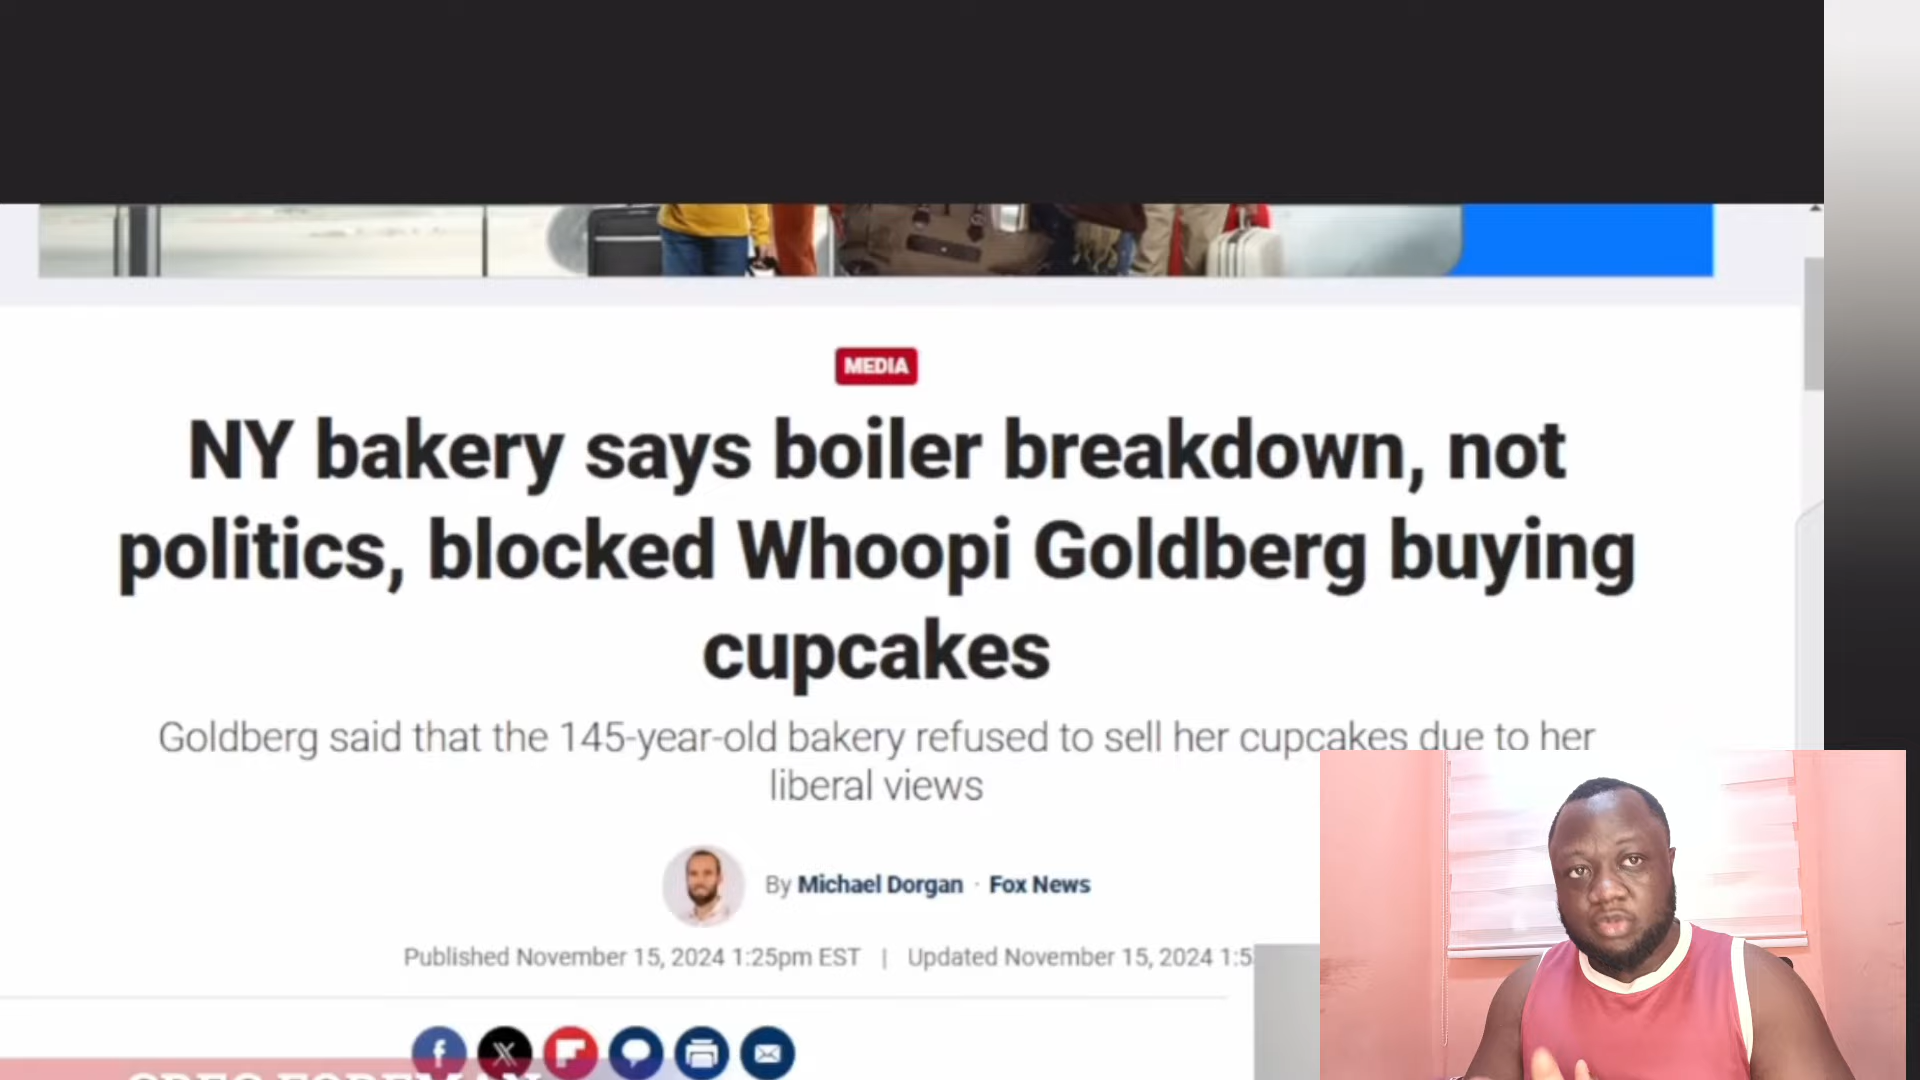 MEDIA
NY bakery says boiler breakdown, not
politics, blocked Whoopi Goldberg buying
cupcakes
Goldberg said that the 145-year-old bakery refused to sell her cupcakes due to her
liberal views
By Michael Dorgan · Fox News
Published November 15, 2024 1:25pm EST | Updated November 15, 2024 1:5